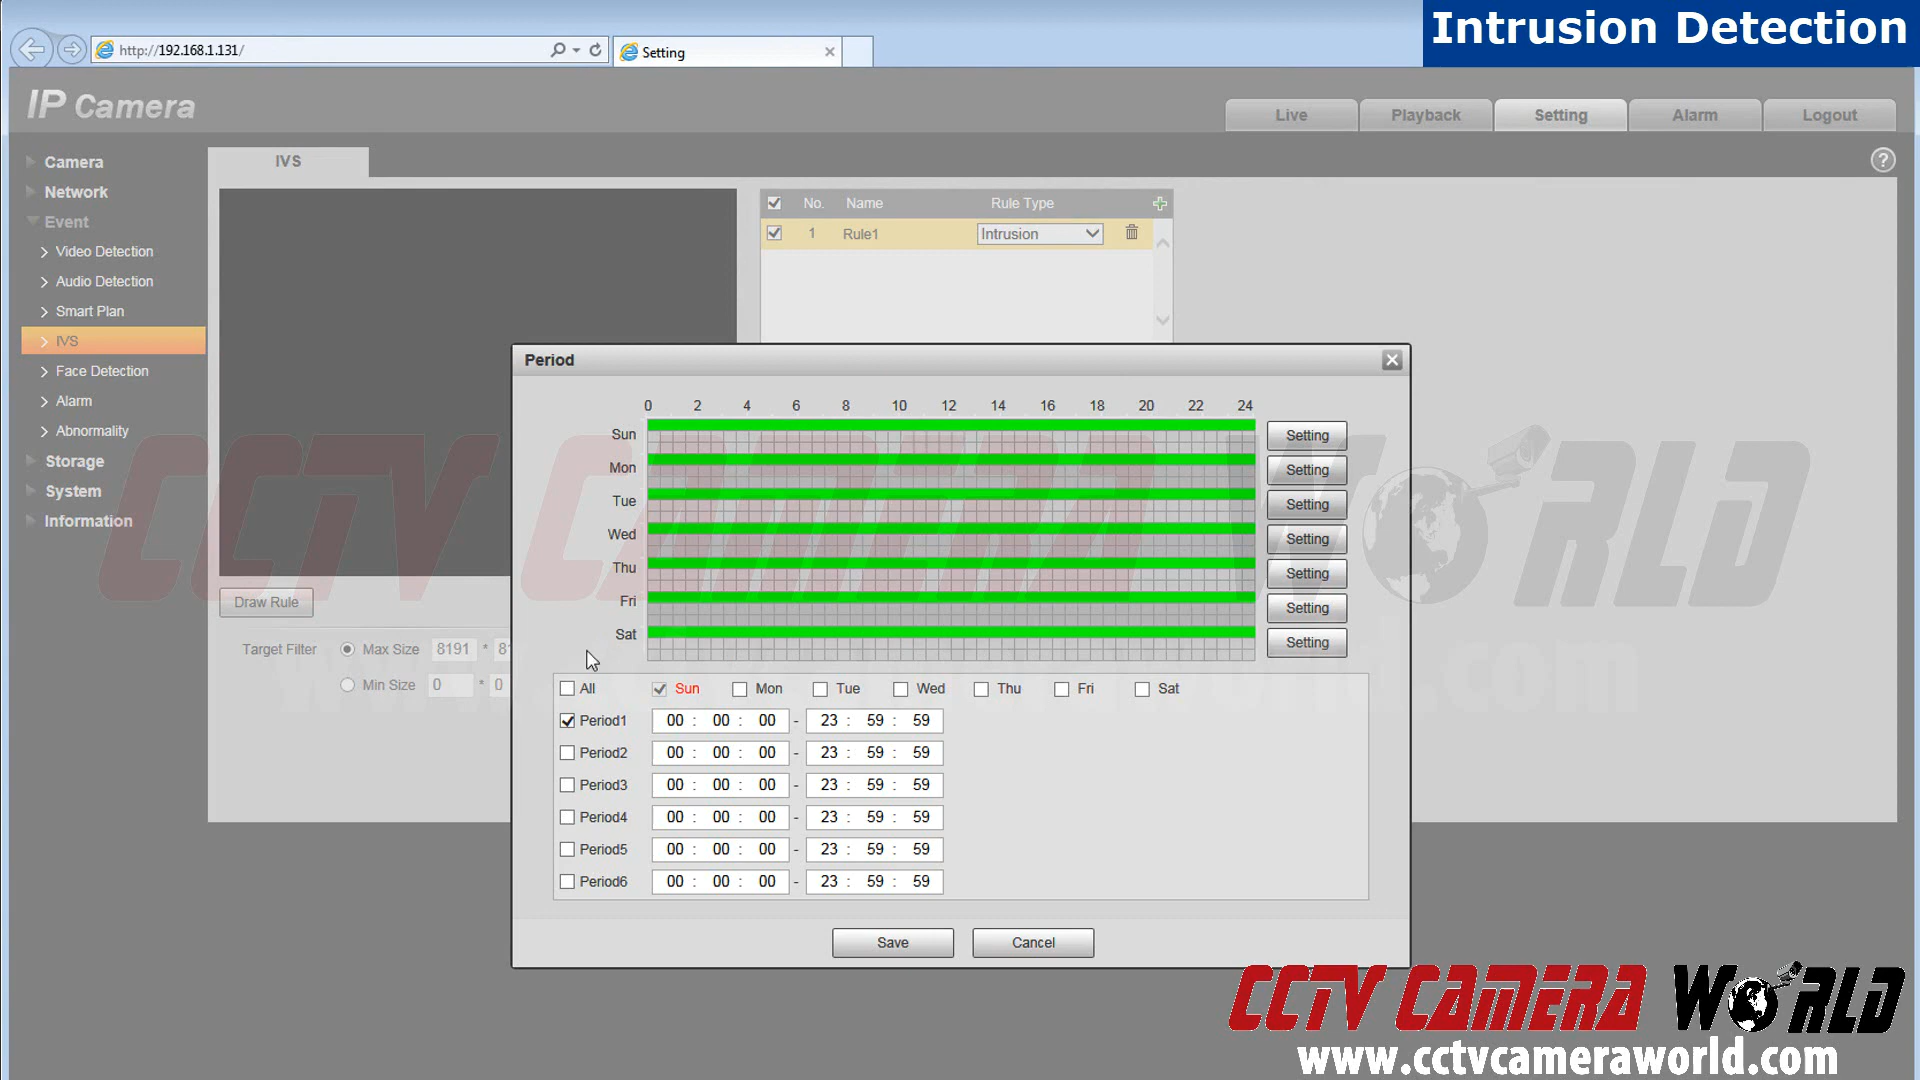 Intrusion Detection
http://192.168.1.131/
Setting
IP Camera
Live Playback Setting Alarm Logout
Camera
Network
Event
Video Detection
Audio Detection
Smart Plan
IVS
Face Detection
Alarm
Abnormality
Storage
System
Information
IVS
?
No. Name Rule Type
1 Rule1 Intrusion
Draw Rule
Target Filter Max Size 8191 *
Min Size 0 * 0
Period
0 2 4 6 8 10 12 14 16 18 20 22 24
Sun Setting
Mon Setting
Tue Setting
Wed Setting
Thu Setting
Fri Setting
Sat Setting
All Sun Mon Tue Wed Thu Fri Sat
Period1 00 : 00 : 00 - 23 : 59 : 59
Period2 00 : 00 : 00 - 23 : 59 : 59
Period3 00 : 00 : 00 - 23 : 59 : 59
Period4 00 : 00 : 00 - 23 : 59 : 59
Period5 00 : 00 : 00 - 23 : 59 : 59
Period6 00 : 00 : 00 - 23 : 59 : 59
Save Cancel
CCTV CAMERA WORLD
CCTV CAMERA WORLD
www.cctvcameraworld.com